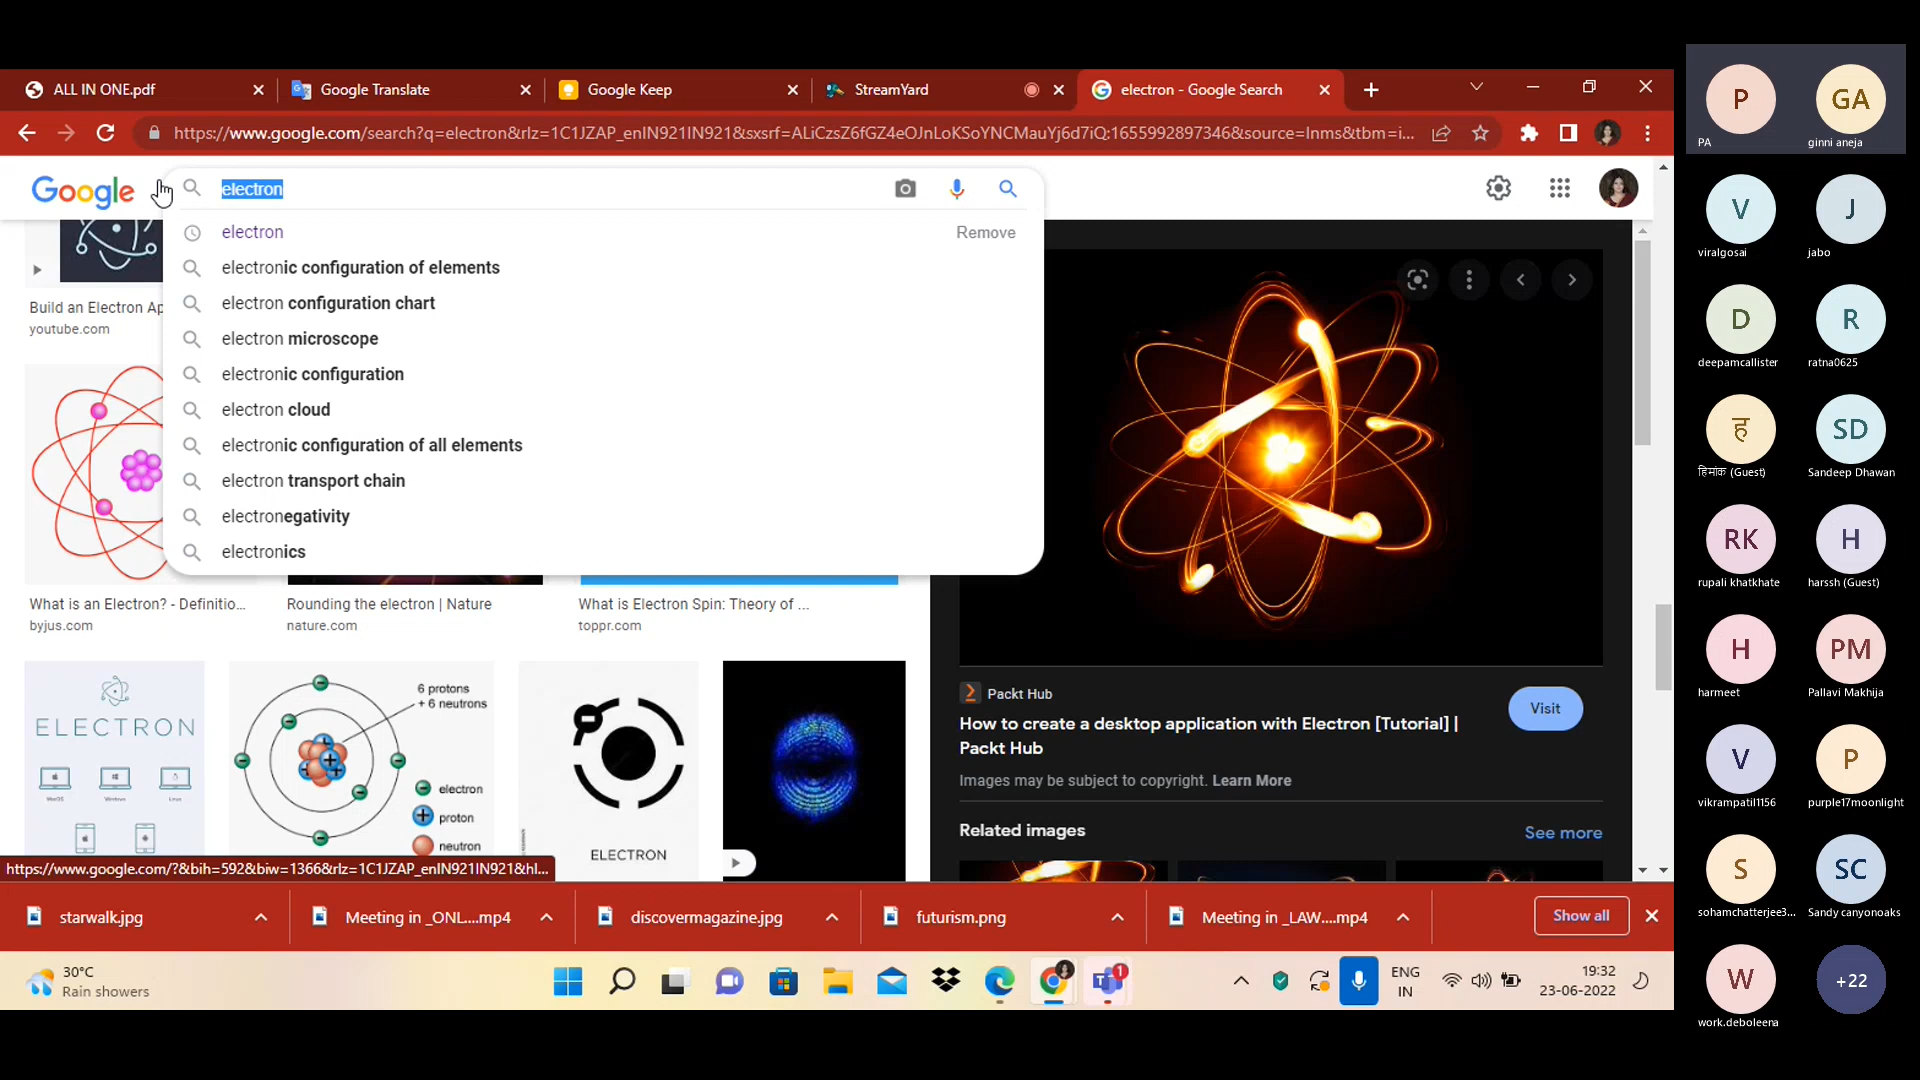 ALL IN ONE.pdf
Google Translate
Google Keep
StreamYard
electron - Google Search
https://www.google.com/search?q=electron&rlz=1C1JZAP_enIN921IN921&sxsrf=ALiCzsZ6fGZ4eOJnLoKSoYNCMauYj6d7iQ:1655992897346&source=lnms&tbm=i...
Google
electron
electron
Remove
electronic configuration of elements
electron configuration chart
electron microscope
electronic configuration
electron cloud
electronic configuration of all elements
electron transport chain
electronegativity
electronics
Build an Electron Ap
youtube.com
What is an Electron? - Definitio...
byjus.com
Rounding the electron | Nature
nature.com
What is Electron Spin: Theory of ...
toppr.com
ELECTRON
MacOS
Windows
Linux
6 protons
+ 6 neutrons
electron
proton
neutron
ELECTRON
Packt Hub
How to create a desktop application with Electron [Tutorial] |
Packt Hub
Visit
Images may be subject to copyright. Learn More
Related images
See more
https://www.google.com/?&bih=592&biw=1366&rlz=1C1JZAP_enIN921IN921&hl...
starwalk.jpg
Meeting in _ONL....mp4
discovermagazine.jpg
futurism.png
Meeting in _LAW....mp4
Show all
30°C
Rain showers
1
ENG
IN
19:32
23-06-2022
P
PA
GA
ginni aneja
V
viralgosai
J
jabo
D
deepamcallister
R
ratna0625
ह
हिमांक (Guest)
SD
Sandeep Dhawan
RK
rupali khatkhate
H
harssh (Guest)
H
harmeet
PM
Pallavi Makhija
V
vikrampatil1156
P
purple17moonlight
S
sohamchatterjee3...
SC
Sandy canyonoaks
W
work.deboleena
+22